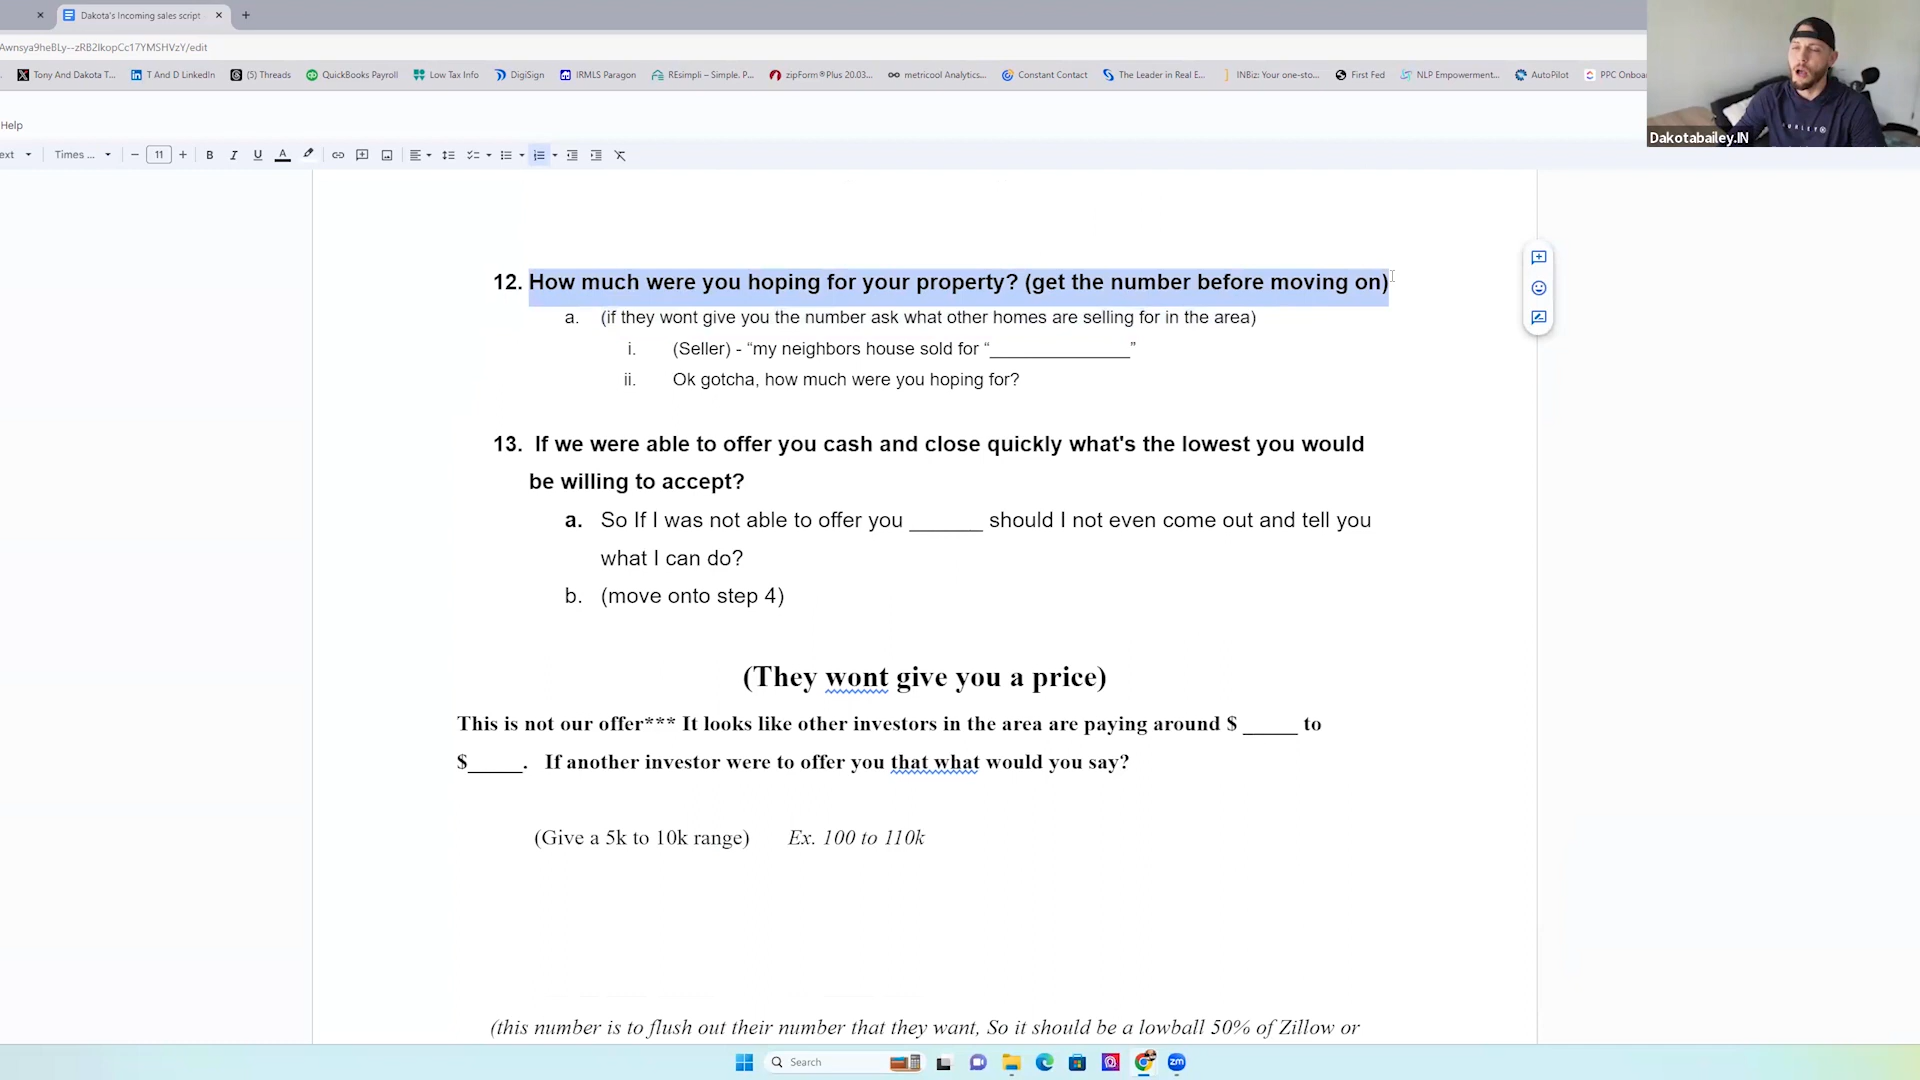 Dakota's Incoming sales script
Awnsya9heBLy--zRB2IkopCc17YMSHVzY/edit
Tony And Dakota T... T And D LinkedIn (5) Threads QuickBooks Payroll Low Tax Info DigiSign IRMLS Paragon REsimpli – Simple. P... zipForm®Plus 20.03... metricool Analytics... Constant Contact The Leader in Real E... INBiz: Your one-sto... First Fed NLP Empowerment... AutoPilot PPC Onboa
Help
ext Times ... 11 B I U A
DakotabaiIey.IN
12. How much were you hoping for your property? (get the number before moving on)
a. (if they wont give you the number ask what other homes are selling for in the area)
i. (Seller) - “my neighbors house sold for “______________”
ii. Ok gotcha, how much were you hoping for?
13. If we were able to offer you cash and close quickly what's the lowest you would
be willing to accept?
a. So If I was not able to offer you ______ should I not even come out and tell you
what I can do?
b. (move onto step 4)
(They wont give you a price)
This is not our offer*** It looks like other investors in the area are paying around $ _____ to
$_____. If another investor were to offer you that what would you say?
(Give a 5k to 10k range) Ex. 100 to 110k
(this number is to flush out their number that they want, So it should be a lowball 50% of Zillow or
Search
zm